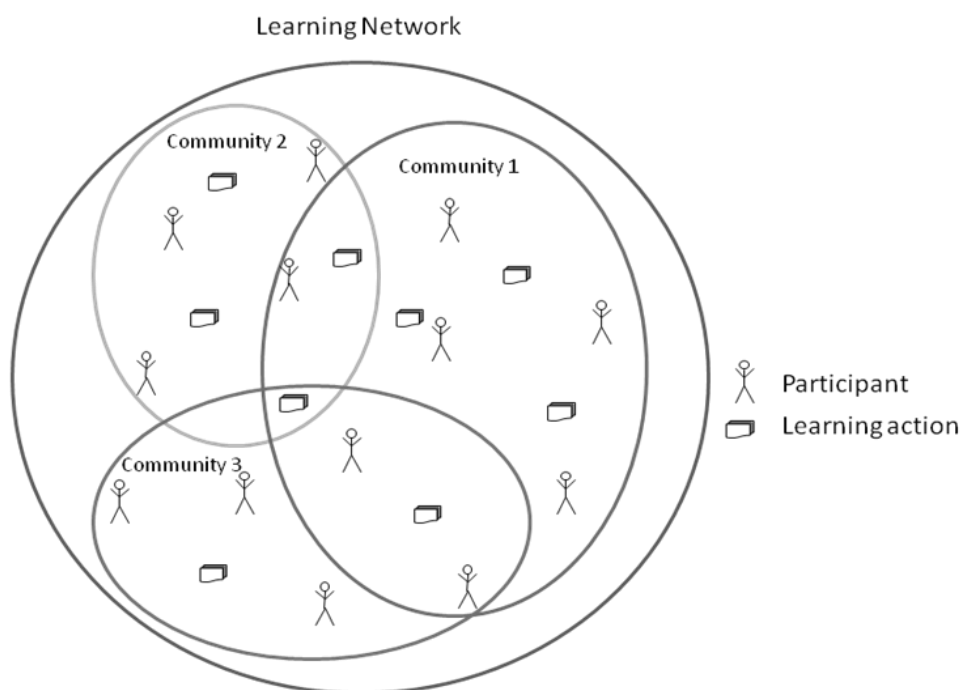 Learning Network
Community 2
Community 1
Participant
Learning action
Community 3